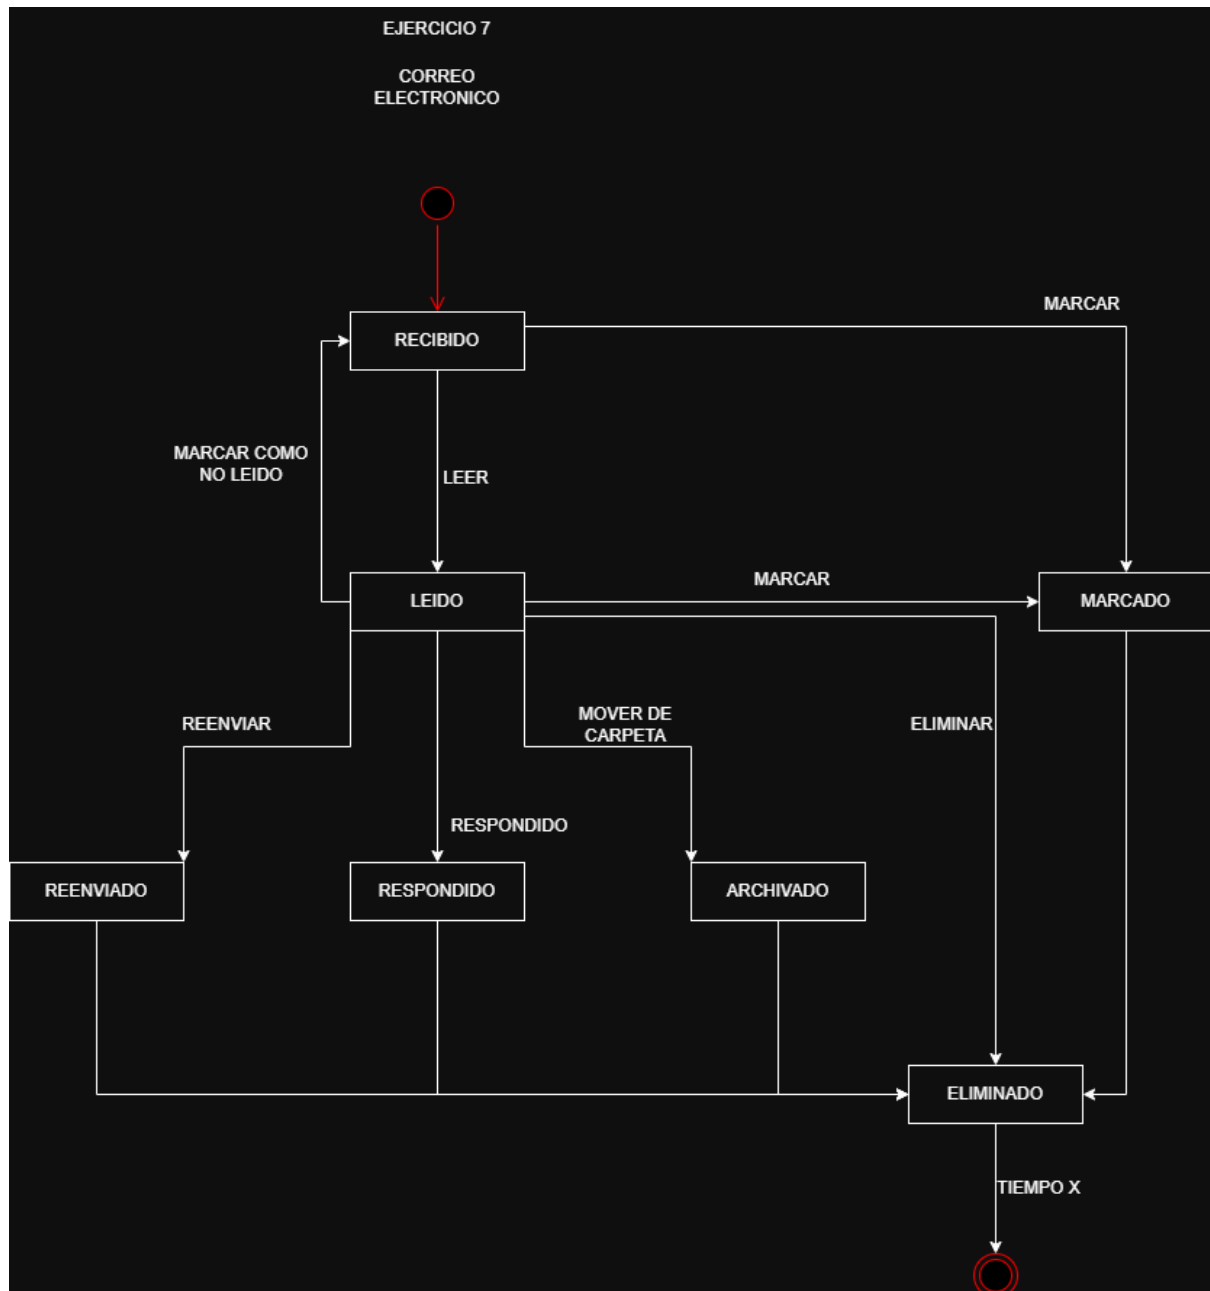 EJERCICIO 7
CORREO
ELECTRONICO
MARCAR
RECIBIDO
MARCAR COMO
NO LEIDO
LEER
MARCAR
LEIDO
MARCADO
REENVIAR
MOVER DE
CARPETA
ELIMINAR
RESPONDIDO
REENVIADO
RESPONDIDO
ARCHIVADO
ELIMINADO
TIEMPO X